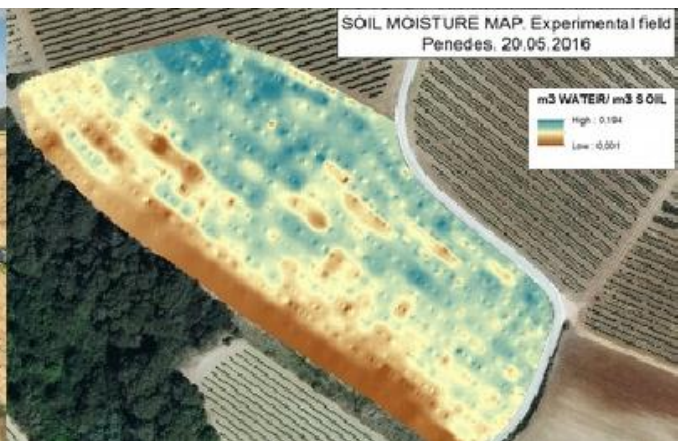 SOIL MOISTURE MAP. Experimental field
Penedes. 20.05.2016
m3 WATER/ m3 SOIL
High : 0,194
Low : 0,001